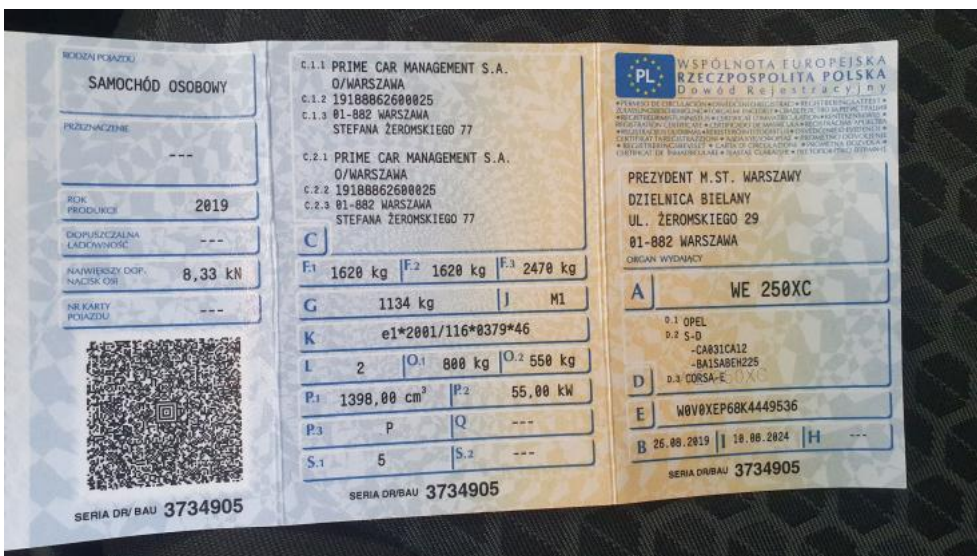 RODZAJ POJAZDU
SAMOCHÓD OSOBOWY
PRZEZNACZENIE
---
ROK PRODUKCJI 2019
DOPUSZCZALNA ŁADOWNOŚĆ ---
NAJWIĘKSZY DOP. NACISK OSI 8,33 kN
NR KARTY POJAZDU ---
SERIA DR/BAU 3734905
C.1.1 PRIME CAR MANAGEMENT S.A.
O/WARSZAWA
C.1.2 19188862600025
C.1.3 01-882 WARSZAWA
STEFANA ŻEROMSKIEGO 77
C.2.1 PRIME CAR MANAGEMENT S.A.
O/WARSZAWA
C.2.2 19188862600025
C.2.3 01-882 WARSZAWA
STEFANA ŻEROMSKIEGO 77
C
F.1 1620 kg F.2 1620 kg F.3 2470 kg
G 1134 kg J M1
K e1*2001/116*0379*46
L 2 O.1 800 kg O.2 550 kg
P.1 1398,00 cm³ P.2 55,00 kW
P.3 P Q ---
S.1 5 S.2 ---
SERIA DR/BAU 3734905
PL
WSPÓLNOTA EUROPEJSKA
RZECZPOSPOLITA POLSKA
Dowód Rejestracyjny
PREZYDENT M.ST. WARSZAWY
DZIELNICA BIELANY
UL. ŻEROMSKIEGO 29
01-882 WARSZAWA
ORGAN WYDAJĄCY
A WE 250XC
D.1 OPEL
D.2 S-D
-CA031CA12
-BA1SABEH225
D D.3 CORSA-E
E W0V0XEP68K4449536
B 26.08.2019 I 10.06.2024 H ---
SERIA DR/BAU 3734905